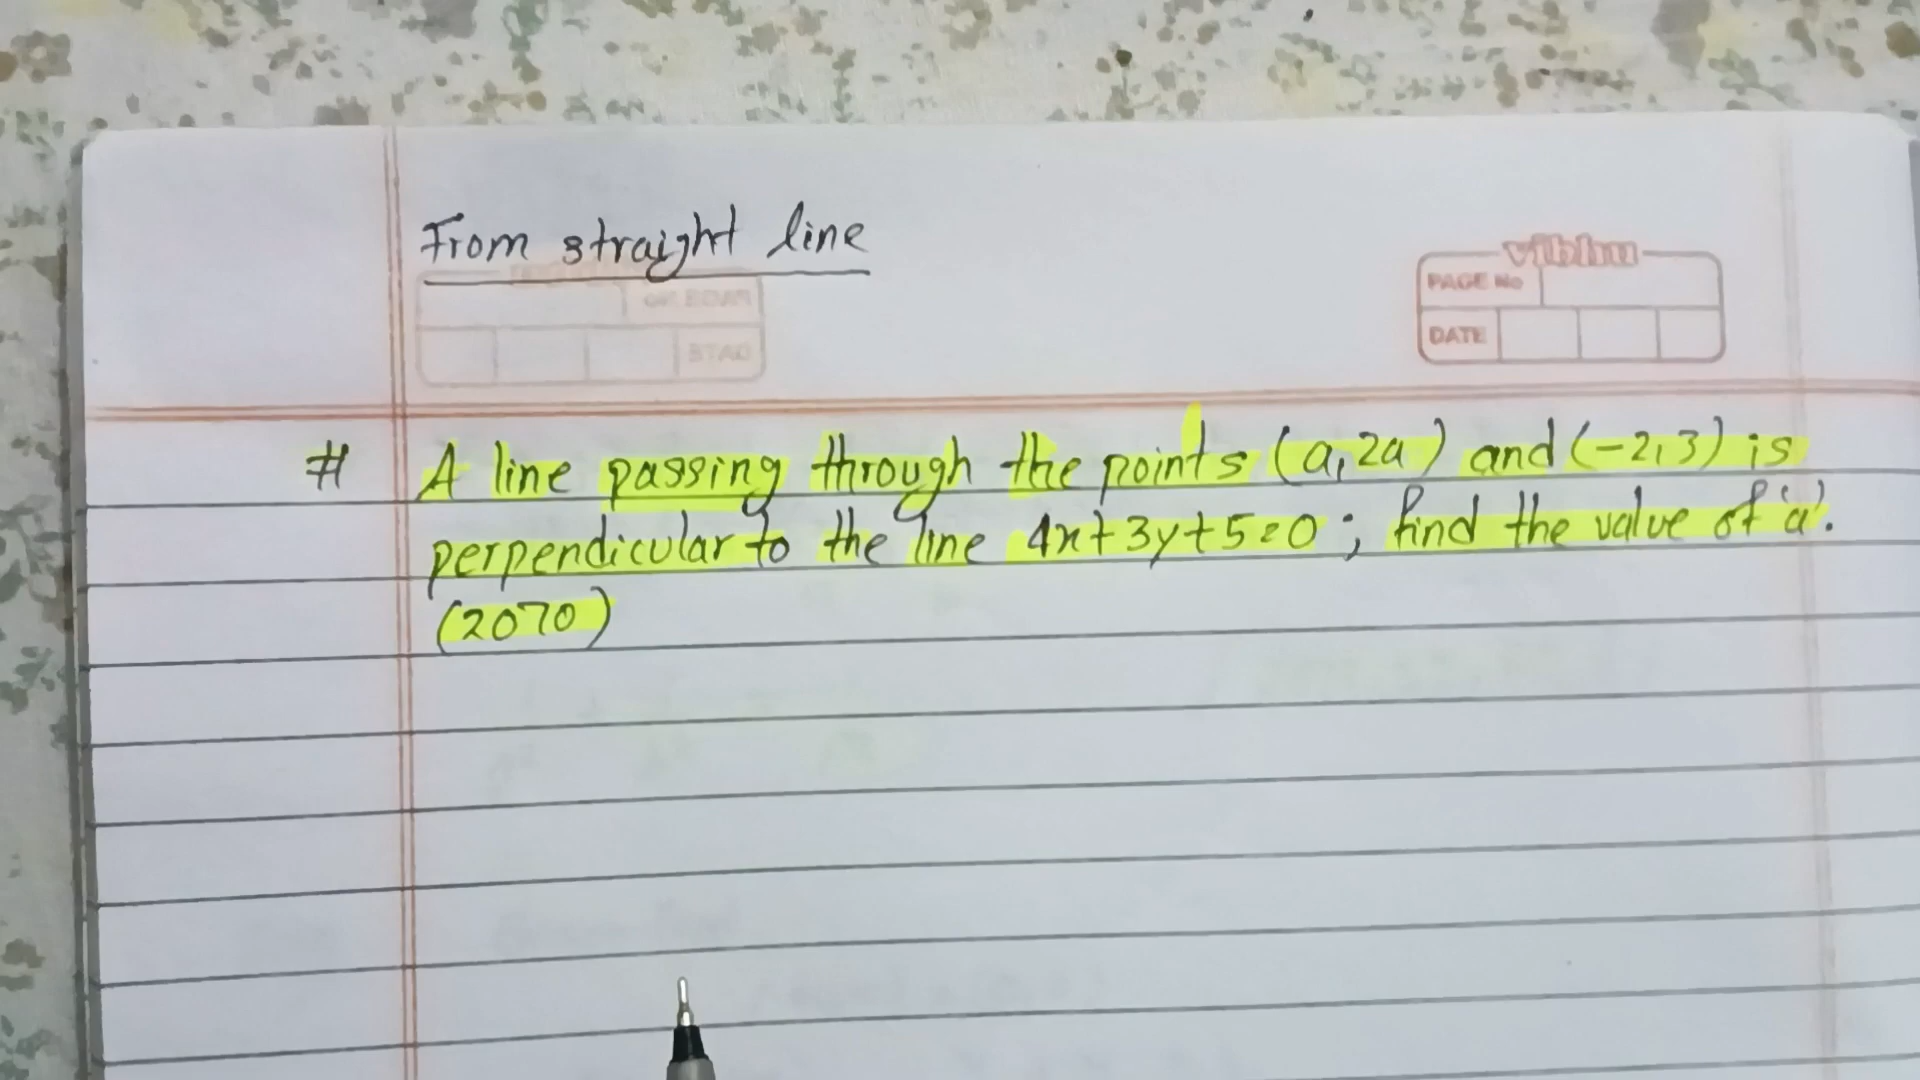 From straight line
vibhu
PAGE No
DATE
# A line passing through the points (a, 2a) and (-2, 3) is
perpendicular to the line 4x+3y+5=0; find the value of 'a'.
(2070)